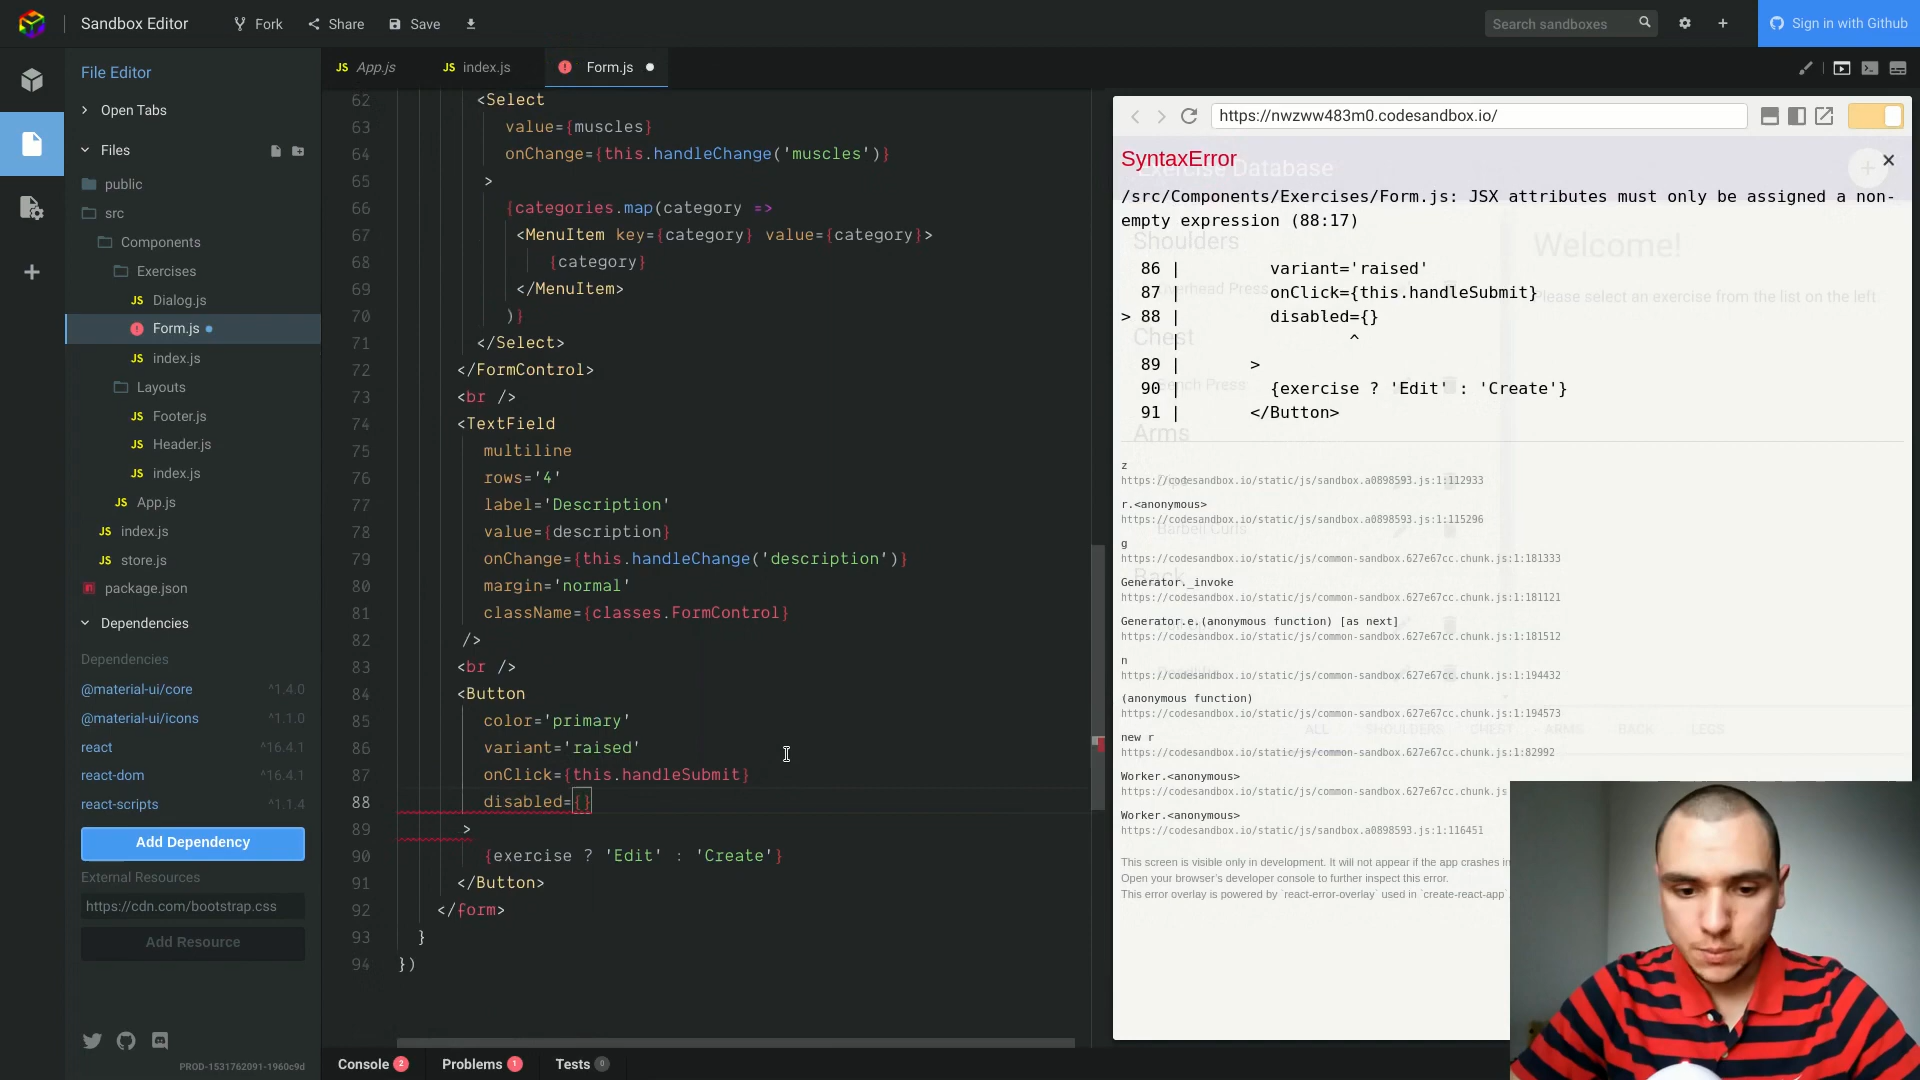 Sandbox Editor
Fork
Share
Save
Search sandboxes
Sign in with Github
File Editor
Open Tabs
Files
public
src
Components
Exercises
JS Dialog.js
Form.js
JS index.js
Layouts
JS Footer.js
JS Header.js
JS index.js
JS App.js
JS index.js
JS store.js
package.json
Dependencies
Dependencies
@material-ui/core ^1.4.0
@material-ui/icons ^1.1.0
react ^16.4.1
react-dom ^16.4.1
react-scripts ^1.1.4
Add Dependency
External Resources
https://cdn.com/bootstrap.css
Add Resource
PROD-1531762091-1960c9d
JS App.js
JS index.js
Form.js
62 <Select
63 value={muscles}
64 onChange={this.handleChange('muscles')}
65 >
66 {categories.map(category =>
67 <MenuItem key={category} value={category}>
68 {category}
69 </MenuItem>
70 )}
71 </Select>
72 </FormControl>
73 <br />
74 <TextField
75 multiline
76 rows='4'
77 label='Description'
78 value={description}
79 onChange={this.handleChange('description')}
80 margin='normal'
81 className={classes.FormControl}
82 />
83 <br />
84 <Button
85 color='primary'
86 variant='raised'
87 onClick={this.handleSubmit}
88 disabled={}
89 >
90 {exercise ? 'Edit' : 'Create'}
91 </Button>
92 </form>
93 }
94 })
Console 2
Problems 1
Tests 0
https://nwzww483m0.codesandbox.io/
SyntaxError
Exercise Database
/src/Components/Exercises/Form.js: JSX attributes must only be assigned a non-
empty expression (88:17)
Shoulders
Welcome!
86 | variant='raised'
Overhead Press
87 | onClick={this.handleSubmit}
Please select an exercise from the list on the left.
> 88 | disabled={}
Chest
| ^
89 | >
Bench Press
90 | {exercise ? 'Edit' : 'Create'}
91 | </Button>
Arms
z
https://codesandbox.io/static/js/sandbox.a0898593.js:1:112933
r.<anonymous>
https://codesandbox.io/static/js/sandbox.a0898593.js:1:115296
Barbell Curls
g
https://codesandbox.io/static/js/common-sandbox.627e67cc.chunk.js:1:181333
Back
Generator._invoke
https://codesandbox.io/static/js/common-sandbox.627e67cc.chunk.js:1:181121
Generator.e.(anonymous function) [as next]
https://codesandbox.io/static/js/common-sandbox.627e67cc.chunk.js:1:181512
n
https://codesandbox.io/static/js/common-sandbox.627e67cc.chunk.js:1:194432
(anonymous function)
https://codesandbox.io/static/js/common-sandbox.627e67cc.chunk.js:1:194573
ALL SHOULDERS CHEST ARMS BACK LEGS
new r
https://codesandbox.io/static/js/common-sandbox.627e67cc.chunk.js:1:82992
Worker.<anonymous>
https://codesandbox.io/static/js/common-sandbox.627e67cc.chunk.js
Worker.<anonymous>
https://codesandbox.io/static/js/sandbox.a0898593.js:1:116451
This screen is visible only in development. It will not appear if the app crashes in
Open your browser's developer console to further inspect this error.
This error overlay is powered by `react-error-overlay` used in `create-react-app`